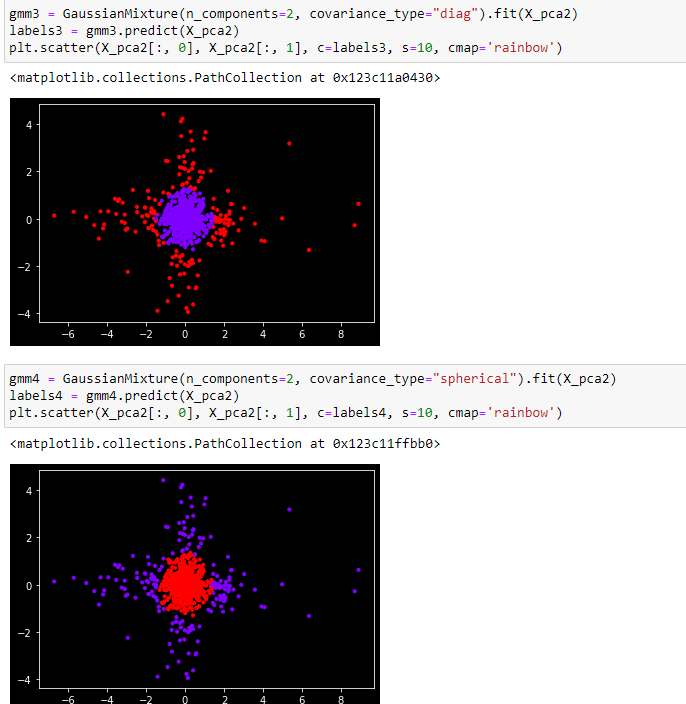 gmm3 = GaussianMixture(n_components=2, covariance_type="diag").fit(X_pca2)
labels3 = gmm3.predict(X_pca2)
plt.scatter(X_pca2[:, 0], X_pca2[:, 1], c=labels3, s=10, cmap='rainbow')
<matplotlib.collections.PathCollection at 0x123c11a0430>
4
2
0
−2
−4
−6 −4 −2 0 2 4 6 8
gmm4 = GaussianMixture(n_components=2, covariance_type="spherical").fit(X_pca2)
labels4 = gmm4.predict(X_pca2)
plt.scatter(X_pca2[:, 0], X_pca2[:, 1], c=labels4, s=10, cmap='rainbow')
<matplotlib.collections.PathCollection at 0x123c11ffbb0>
4
2
0
−2
−4
−6 −4 −2 0 2 4 6 8